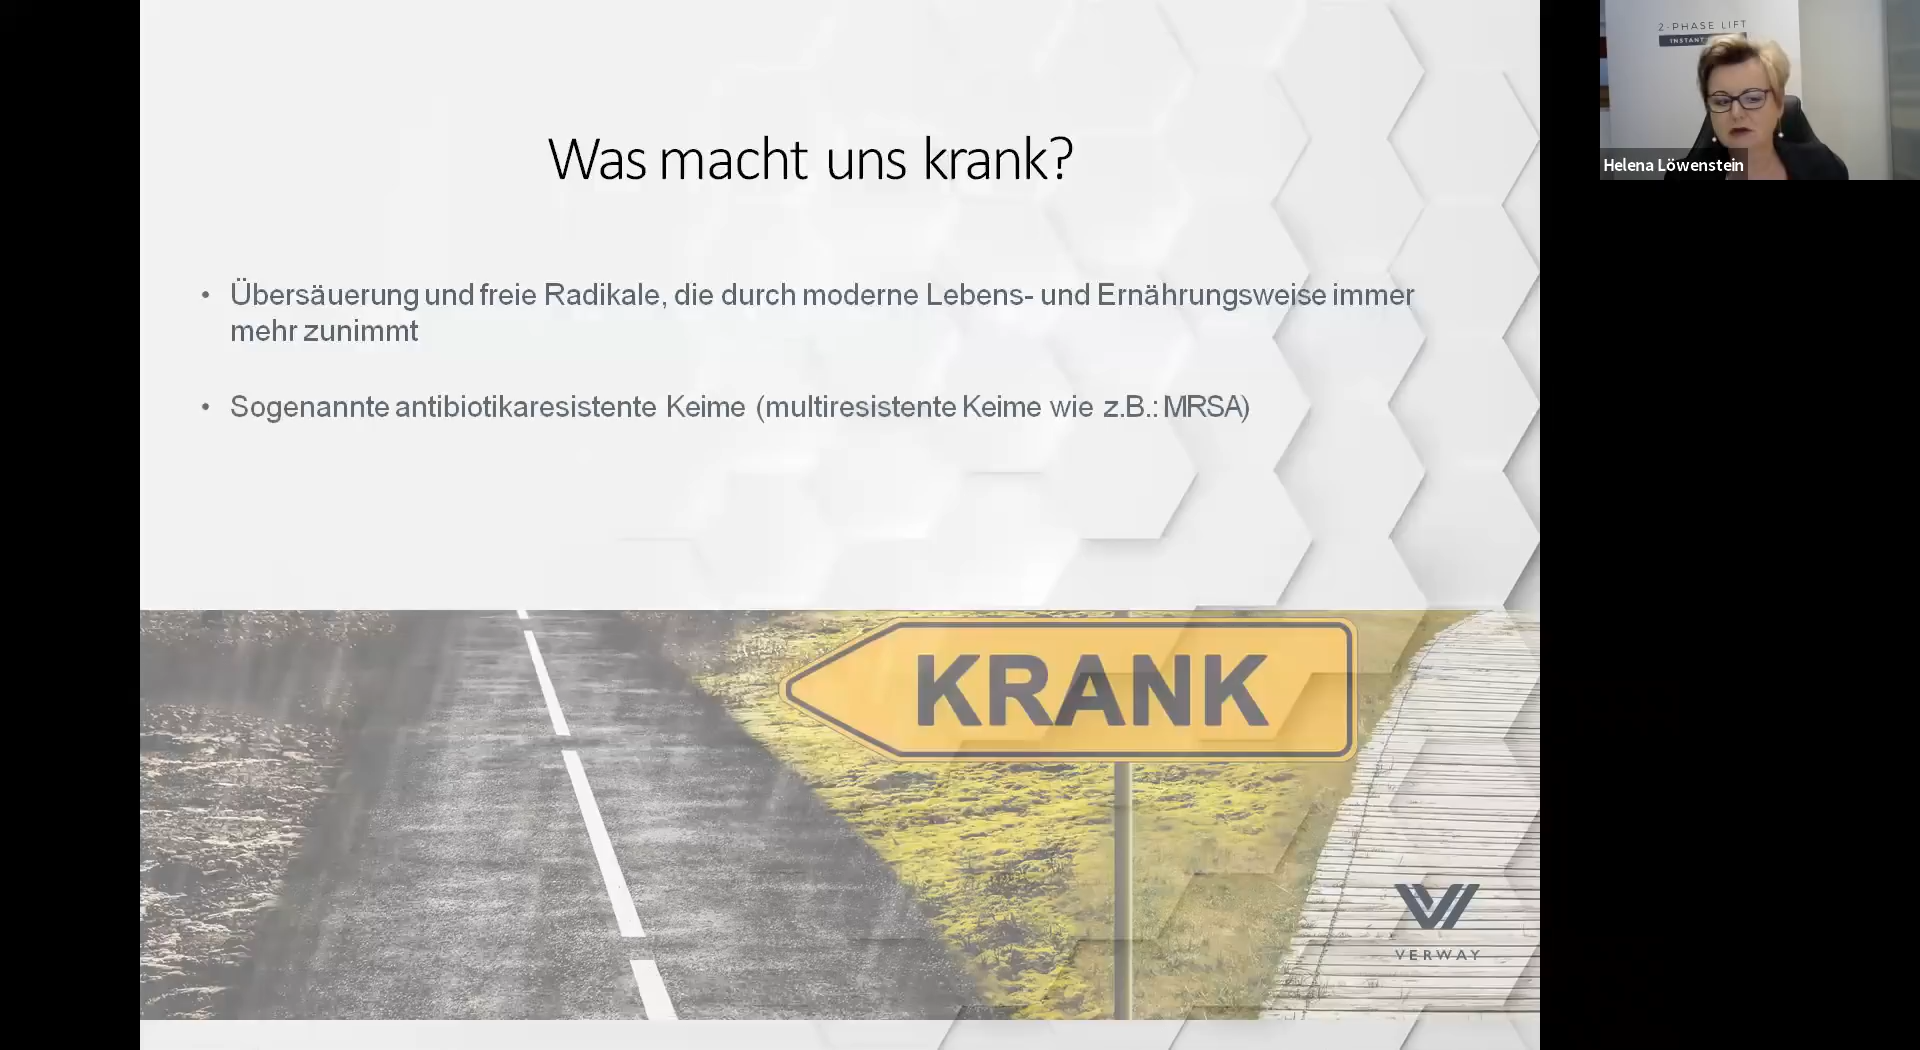 Was macht uns krank?
• Übersäuerung und freie Radikale, die durch moderne Lebens- und Ernährungsweise immer
mehr zunimmt
• Sogenannte antibiotikaresistente Keime (multiresistente Keime wie z.B.: MRSA)
KRANK
VERWAY
2-PHASE LIFT
INSTANT
Helena Löwenstein